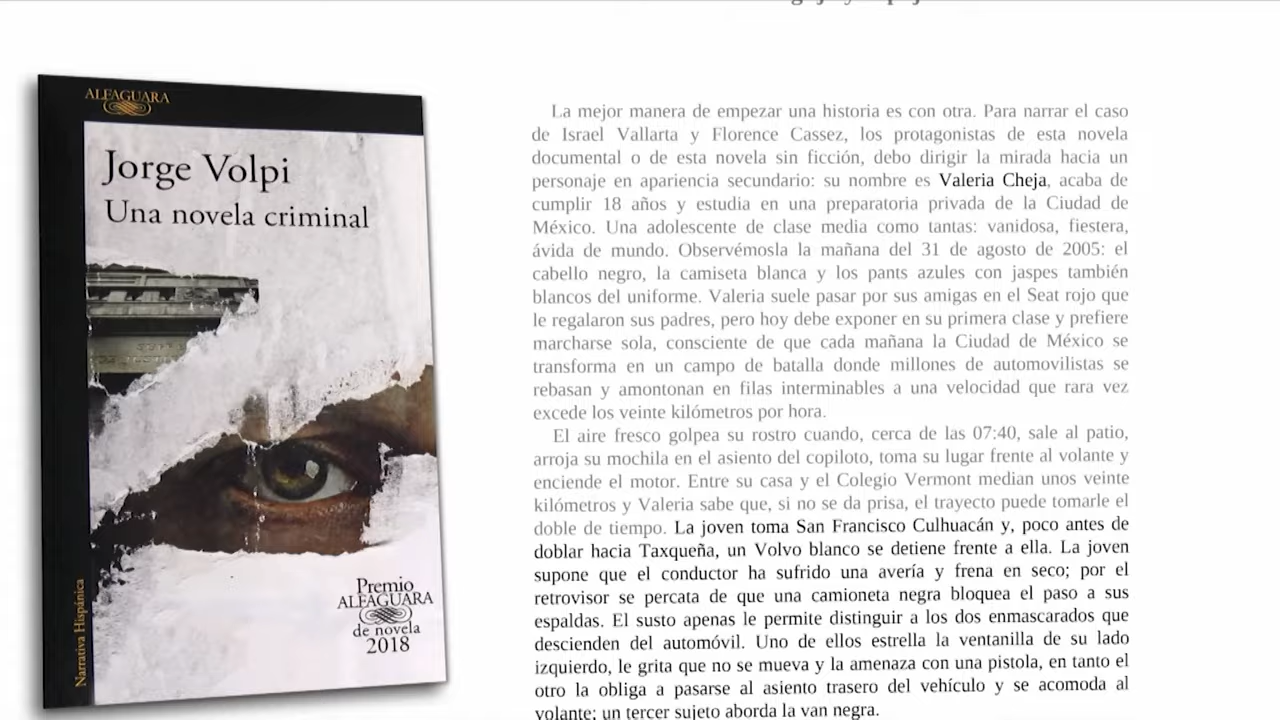 ALFAGUARA
Jorge Volpi
Una novela criminal
Premio
ALFAGUARA
de novela
2018
Narrativa Hispánica
La mejor manera de empezar una historia es con otra. Para narrar el caso
de Israel Vallarta y Florence Cassez, los protagonistas de esta novela
documental o de esta novela sin ficción, debo dirigir la mirada hacia un
personaje en apariencia secundario: su nombre es Valeria Cheja, acaba de
cumplir 18 años y estudia en una preparatoria privada de la Ciudad de
México. Una adolescente de clase media como tantas: vanidosa, fiestera,
ávida de mundo. Observémosla la mañana del 31 de agosto de 2005: el
cabello negro, la camiseta blanca y los pants azules con jaspes también
blancos del uniforme. Valeria suele pasar por sus amigas en el Seat rojo que
le regalaron sus padres, pero hoy debe exponer en su primera clase y prefiere
marcharse sola, consciente de que cada mañana la Ciudad de México se
transforma en un campo de batalla donde millones de automovilistas se
rebasan y amontonan en filas interminables a una velocidad que rara vez
excede los veinte kilómetros por hora.
El aire fresco golpea su rostro cuando, cerca de las 07:40, sale al patio,
arroja su mochila en el asiento del copiloto, toma su lugar frente al volante y
enciende el motor. Entre su casa y el Colegio Vermont median unos veinte
kilómetros y Valeria sabe que, si no se da prisa, el trayecto puede tomarle el
doble de tiempo. La joven toma San Francisco Culhuacán y, poco antes de
doblar hacia Taxqueña, un Volvo blanco se detiene frente a ella. La joven
supone que el conductor ha sufrido una avería y frena en seco; por el
retrovisor se percata de que una camioneta negra bloquea el paso a sus
espaldas. El susto apenas le permite distinguir a los dos enmascarados que
descienden del automóvil. Uno de ellos estrella la ventanilla de su lado
izquierdo, le grita que no se mueva y la amenaza con una pistola, en tanto el
otro la obliga a pasarse al asiento trasero del vehículo y se acomoda al
volante; un tercer sujeto aborda la van negra.